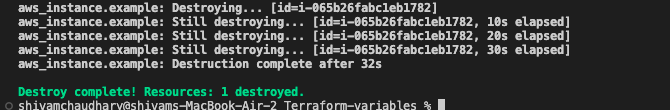 aws_instance.example: Destroying... [id=i-065b26fabc1eb1782]
aws_instance.example: Still destroying... [id=i-065b26fabc1eb1782, 10s elapsed]
aws_instance.example: Still destroying... [id=i-065b26fabc1eb1782, 20s elapsed]
aws_instance.example: Still destroying... [id=i-065b26fabc1eb1782, 30s elapsed]
aws_instance.example: Destruction complete after 32s
Destroy complete! Resources: 1 destroyed.
shivamchaudhary@shivams-MacBook-Air-2 Terraform-variables %